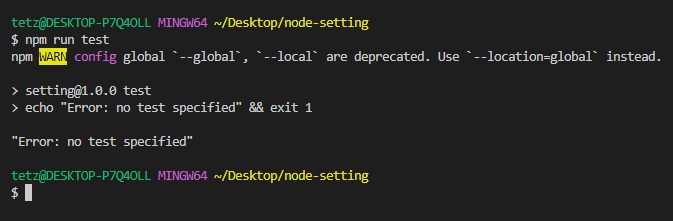 tetz@DESKTOP-P7Q4OLL MINGW64 ~/Desktop/node-setting
$ npm run test
npm WARN config global `--global`, `--local` are deprecated. Use `--location=global` instead.
> setting@1.0.0 test
> echo "Error: no test specified" && exit 1
"Error: no test specified"
tetz@DESKTOP-P7Q4OLL MINGW64 ~/Desktop/node-setting
$